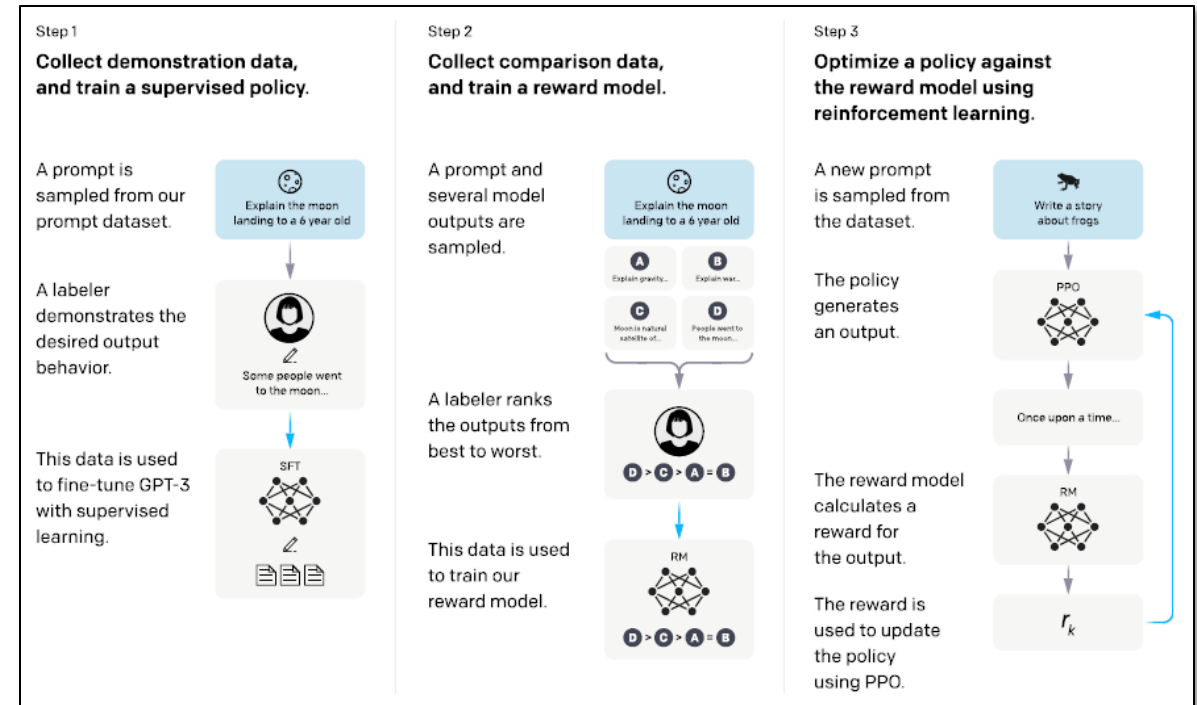 Step 1
Collect demonstration data,
and train a supervised policy.
A prompt is
sampled from our
prompt dataset.
Explain the moon
landing to a 6 year old
A labeler
demonstrates the
desired output
behavior.
Some people went
to the moon...
This data is used
to fine-tune GPT-3
with supervised
learning.
SFT
Step 2
Collect comparison data,
and train a reward model.
A prompt and
several model
outputs are
sampled.
Explain the moon
landing to a 6 year old
A
Explain gravity...
B
Explain war...
C
Moon is natural
satellite of...
D
People went to
the moon...
A labeler ranks
the outputs from
best to worst.
D > C > A = B
This data is used
to train our
reward model.
RM
D > C > A = B
Step 3
Optimize a policy against
the reward model using
reinforcement learning.
A new prompt
is sampled from
the dataset.
Write a story
about frogs
The policy
generates
an output.
PPO
Once upon a time...
The reward model
calculates a
reward for
the output.
RM
The reward is
used to update
the policy
using PPO.
rₖ